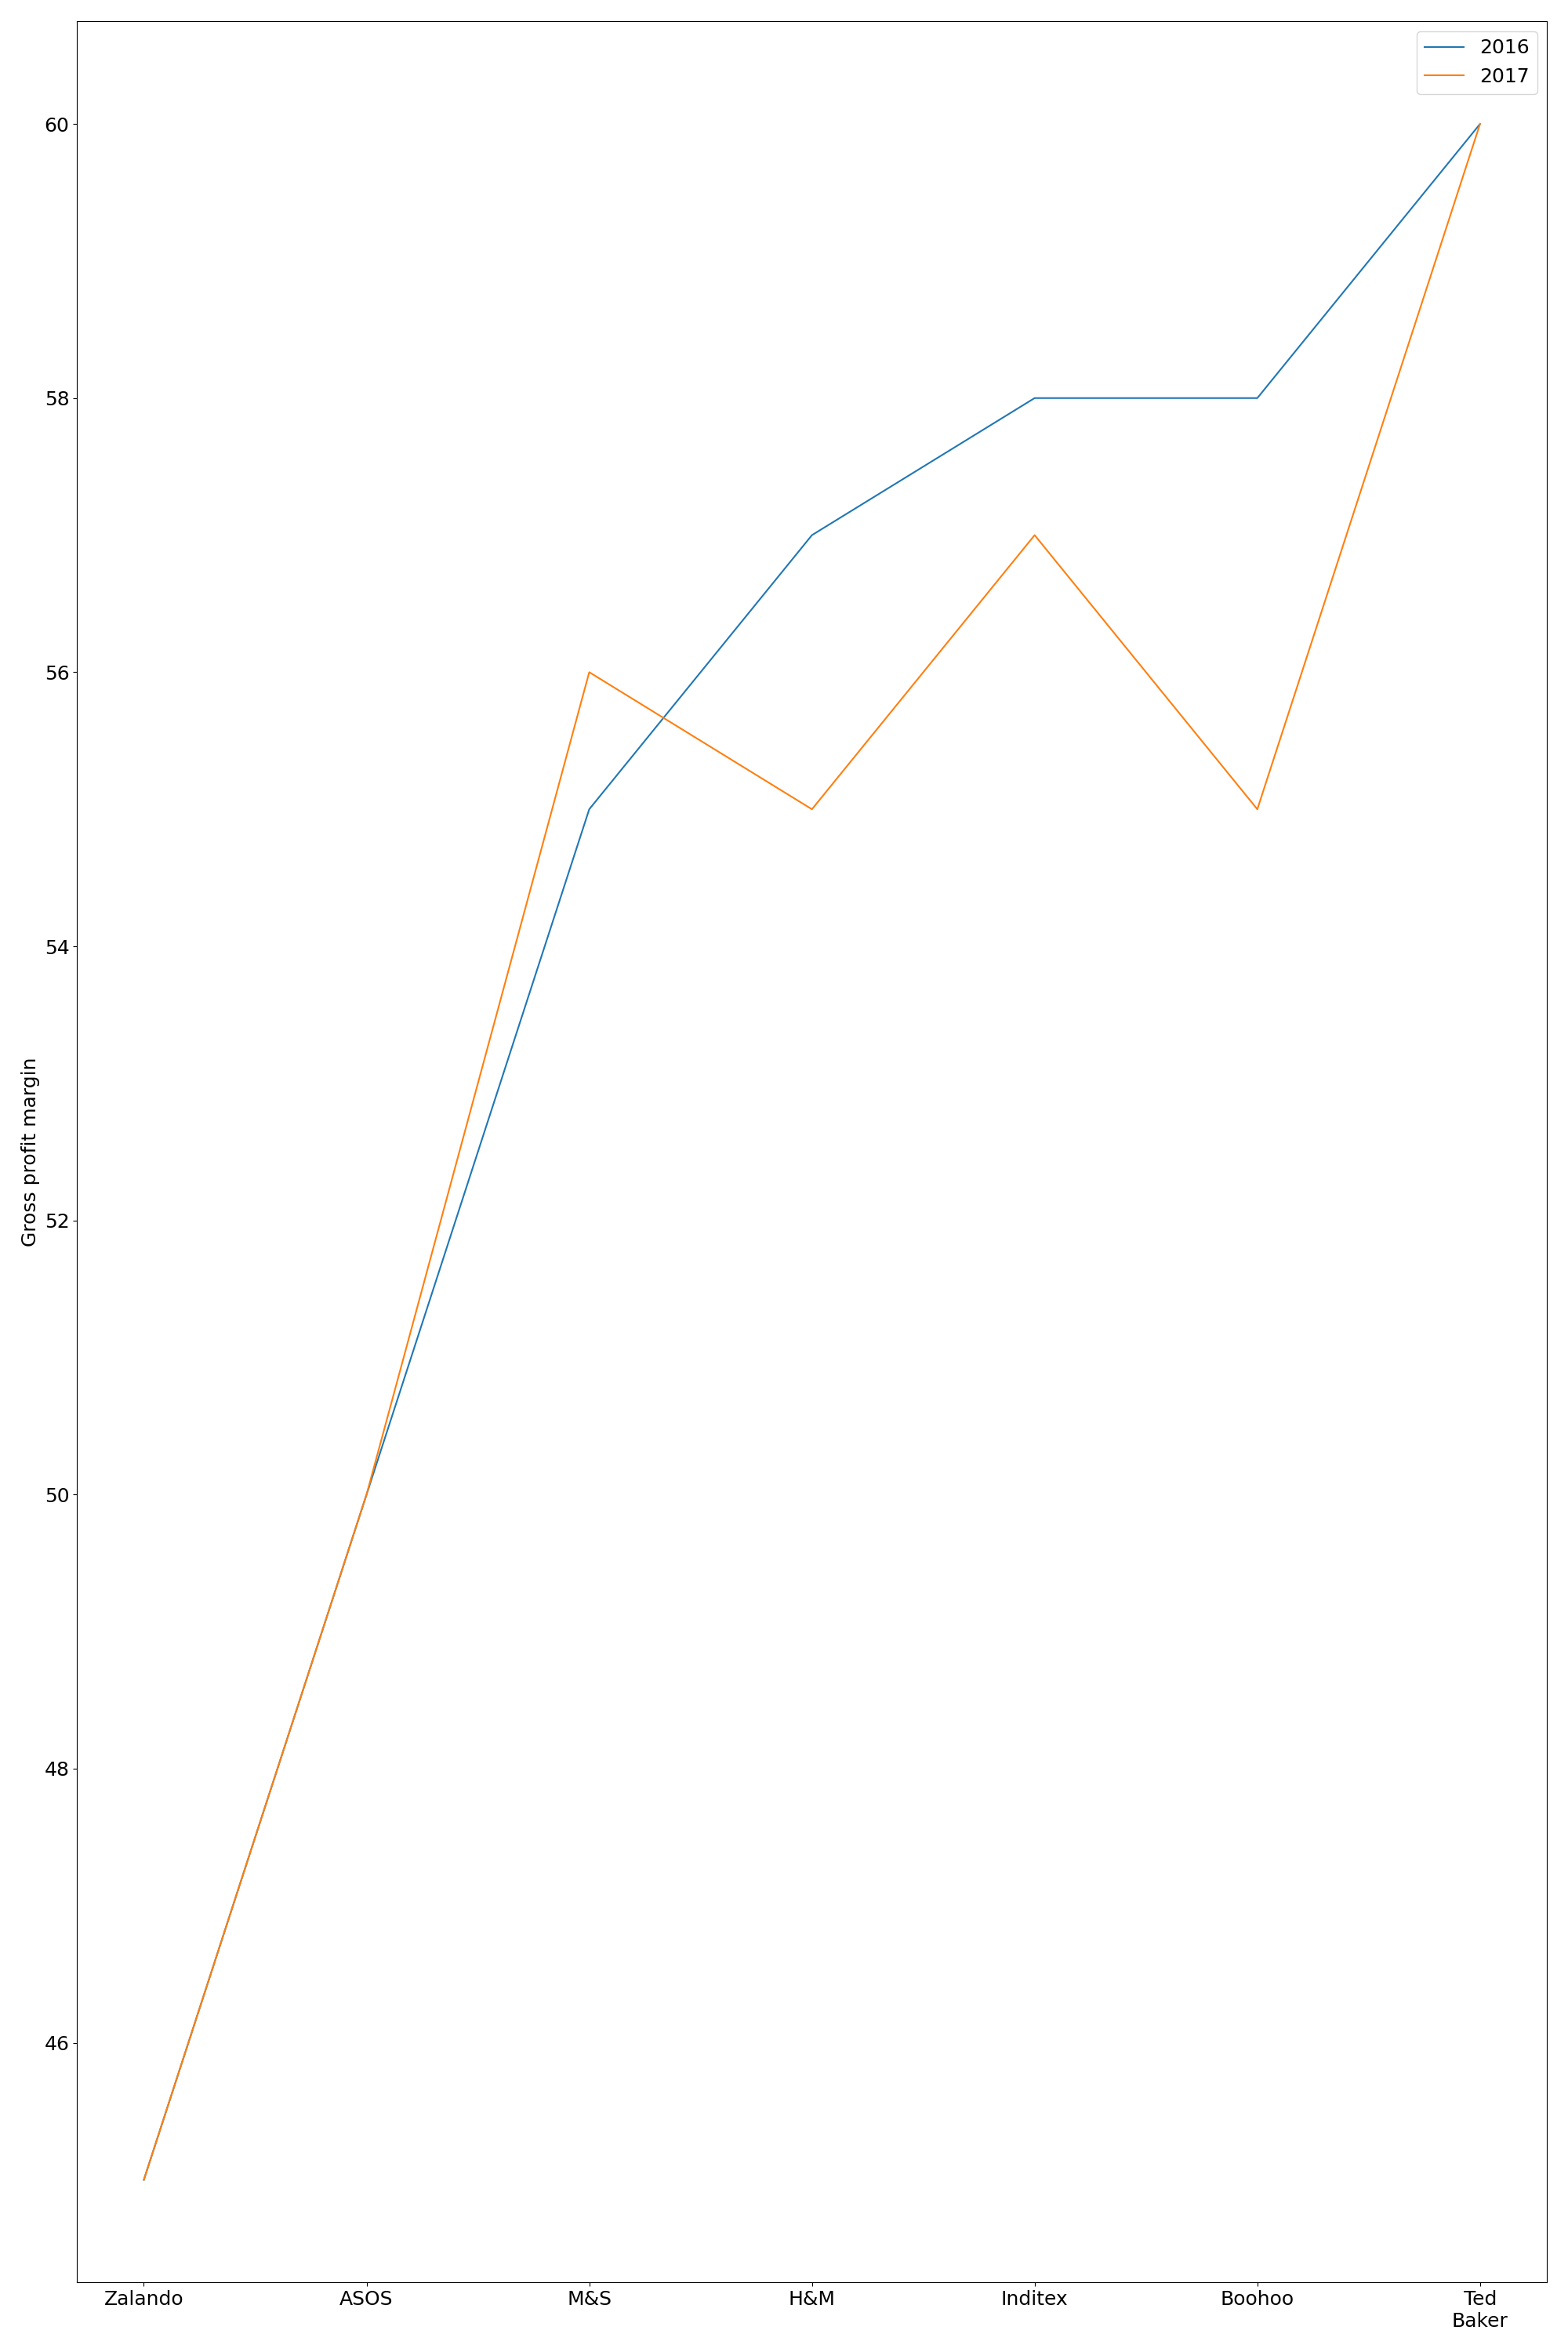 2016
2017
60
58
56
54
52
50
48
46
Gross profit margin
Zalando
ASOS
M&S
H&M
Inditex
Boohoo
Ted
Baker